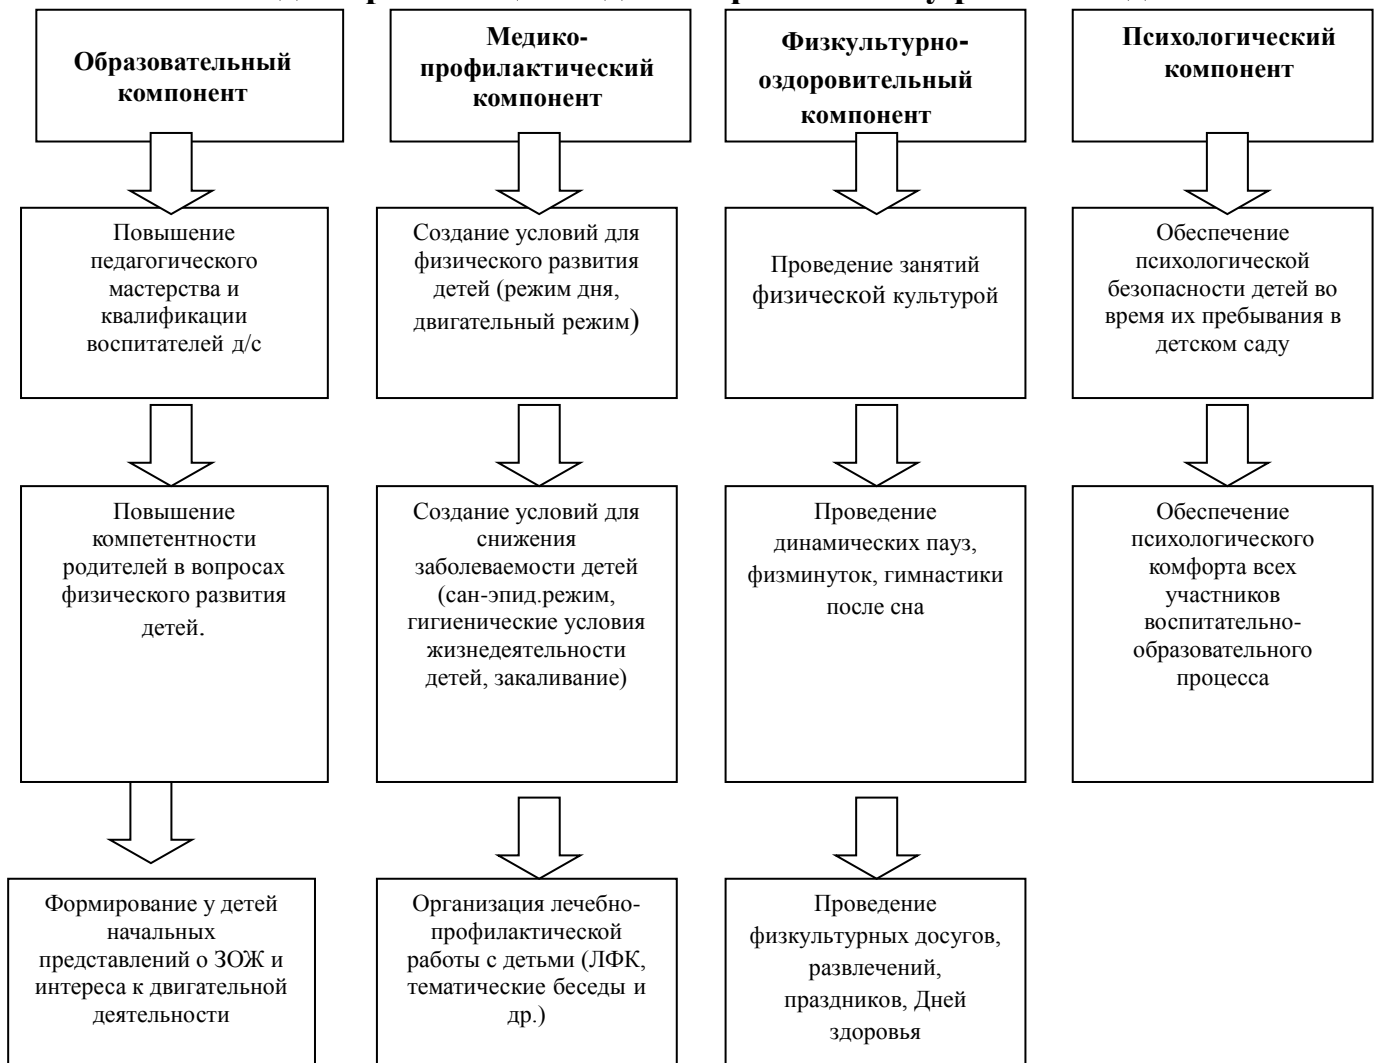 Образовательный
компонент
Медико-
профилактический
компонент
Физкультурно-
оздоровительный
компонент
Психологический
компонент
Повышение
педагогического
мастерства и
квалификации
воспитателей д/с
Создание условий для
физического развития
детей (режим дня,
двигательный режим)
Проведение занятий
физической культурой
Обеспечение
психологической
безопасности детей во
время их пребывания в
детском саду
Повышение
компетентности
родителей в вопросах
физического развития
детей.
Создание условий для
снижения
заболеваемости детей
(сан-эпид.режим,
гигиенические условия
жизнедеятельности
детей, закаливание)
Проведение
динамических пауз,
физминуток, гимнастики
после сна
Обеспечение
психологического
комфорта всех
участников
воспитательно-
образовательного
процесса
Формирование у детей
начальных
представлений о ЗОЖ и
интереса к двигательной
деятельности
Организация лечебно-
профилактической
работы с детьми (ЛФК,
тематические беседы и
др.)
Проведение
физкультурных досугов,
развлечений,
праздников, Дней
здоровья